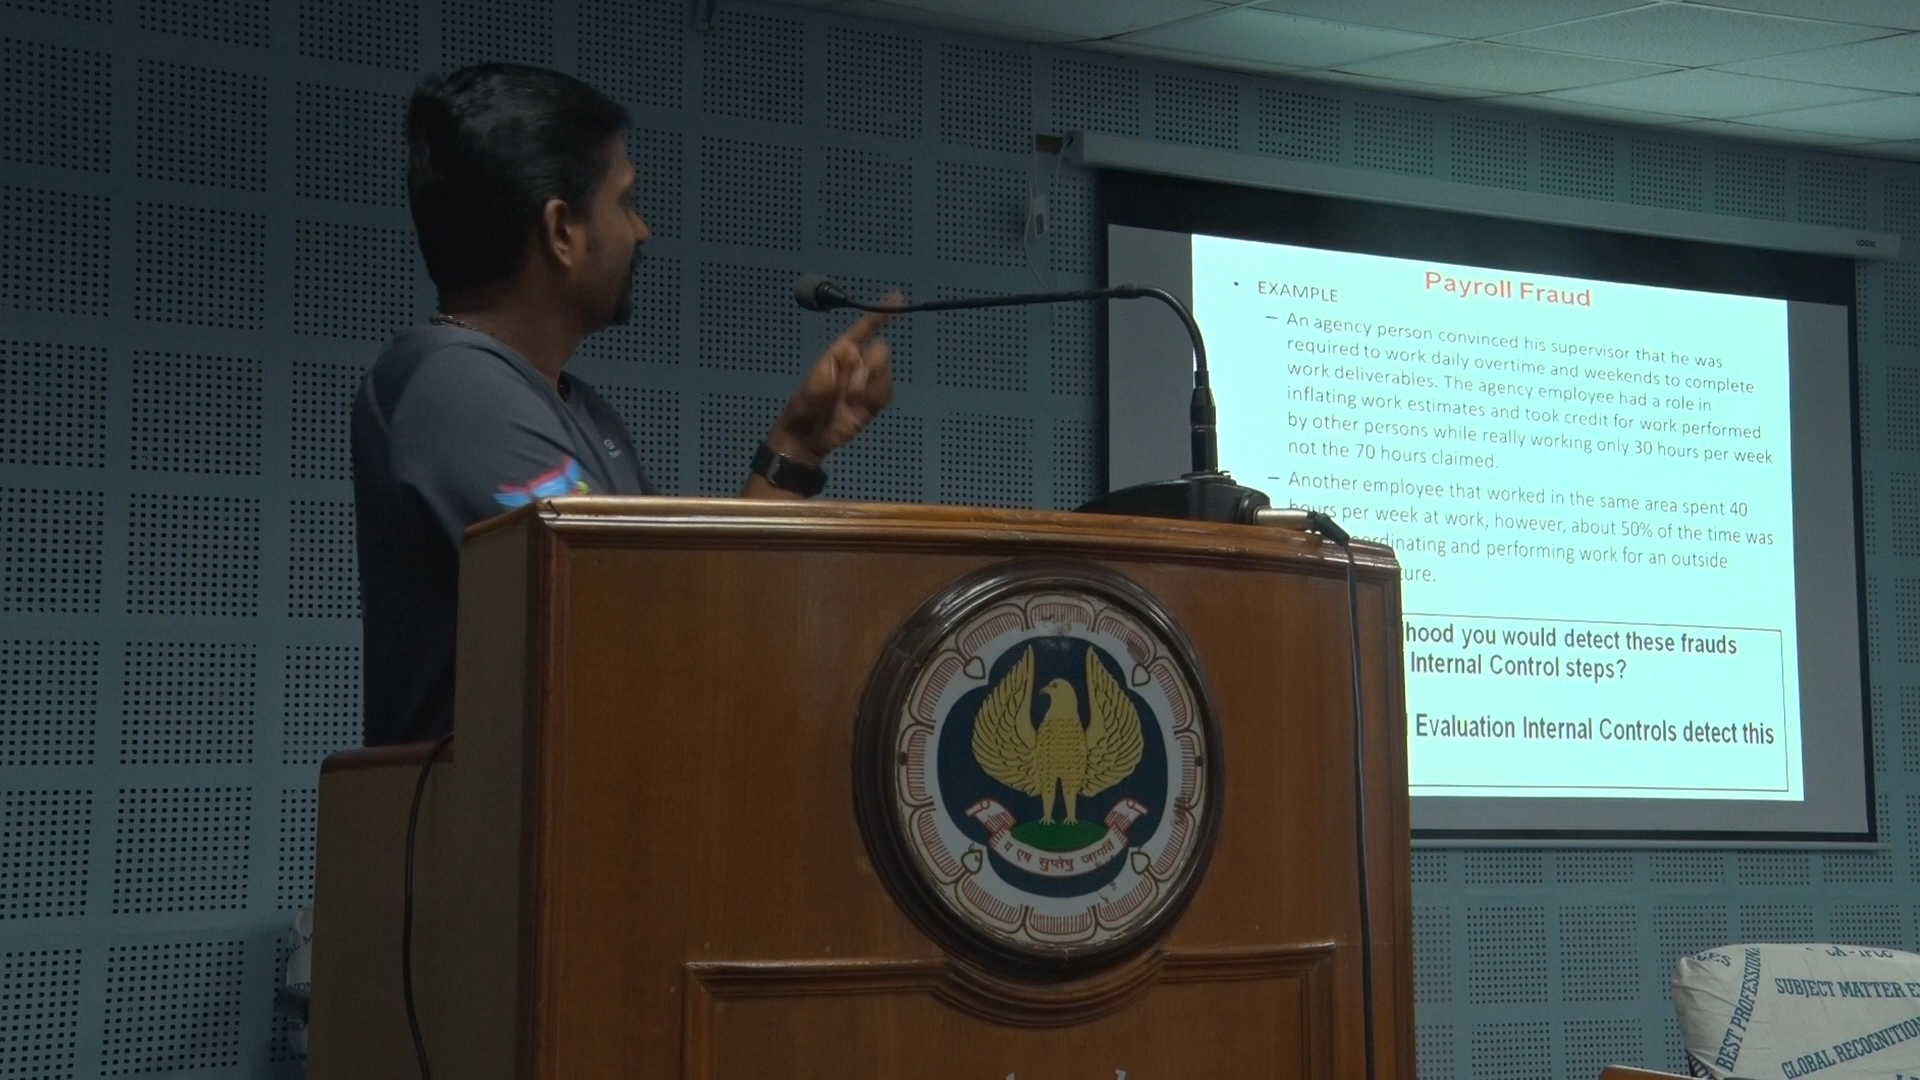 Payroll Fraud
• EXAMPLE
– An agency person convinced his supervisor that he was
required to work daily overtime and weekends to complete
work deliverables. The agency employee had a role in
inflating work estimates and took credit for work performed
by other persons while really working only 30 hours per week
not the 70 hours claimed.
– Another employee that worked in the same area spent 40
hours per week at work, however, about 50% of the time was
performing work for an outside
hood you would detect these frauds
Internal Control steps?
Evaluation Internal Controls detect this
LOGIC
य एष सुप्तेषु जागर्ति
BEST PROFESSION
SUBJECT MATTER E
GLOBAL RECOGNITION